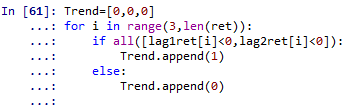 In [61]: Trend=[0,0,0]
    ...: for i in range(3,len(ret)):
    ...:     if all([lag1ret[i]<0,lag2ret[i]<0]):
    ...:         Trend.append(1)
    ...:     else:
    ...:         Trend.append(0)
    ...: